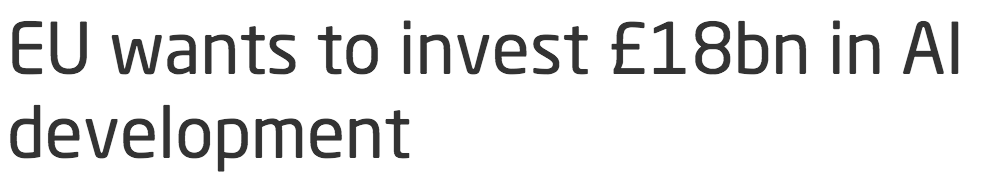 EU wants to invest £18bn in AI
development